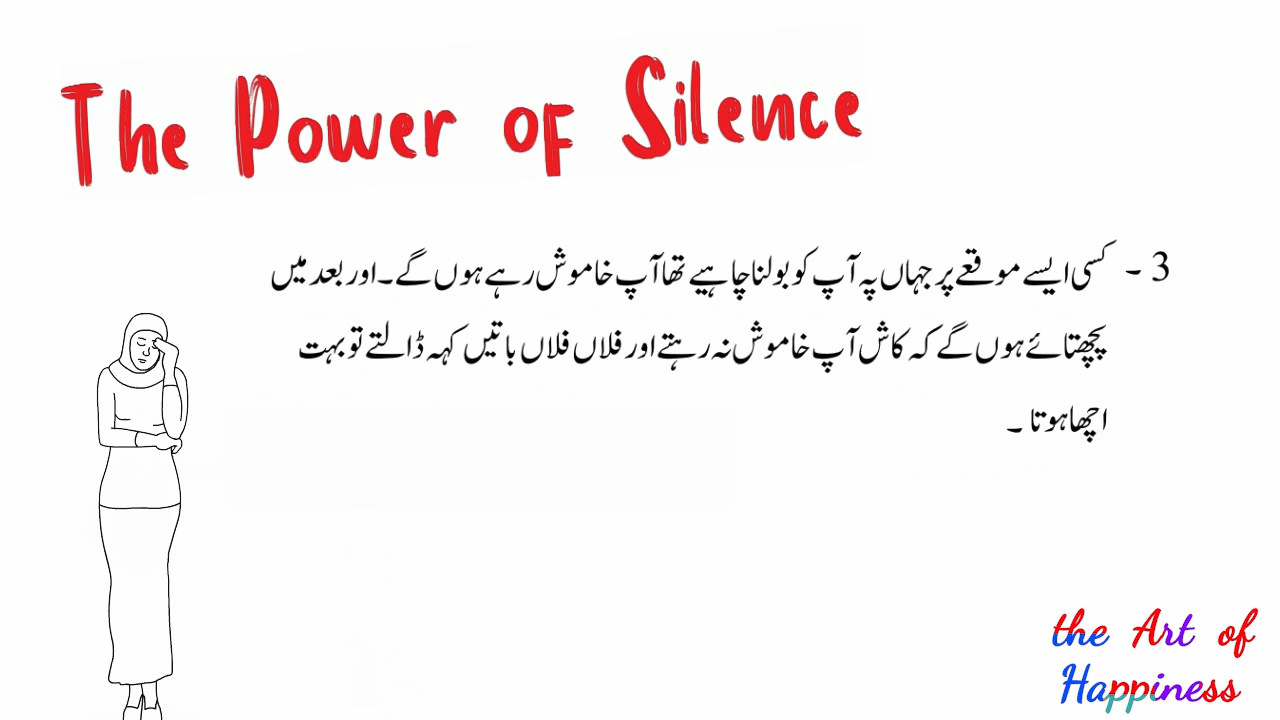 The Power of Silence
3 ۔ کسی ایسے موقعے پر جہاں پہ آپ کو بولنا چاہیے تھا آپ خاموش رہے ہوں گے۔ اور بعد میں
پچھتائے ہوں گے کہ کاش آپ خاموش نہ رہتے اور فلاں فلاں باتیں کہہ ڈالتے تو بہت
اچھا ہوتا ۔
the Art of
Happiness